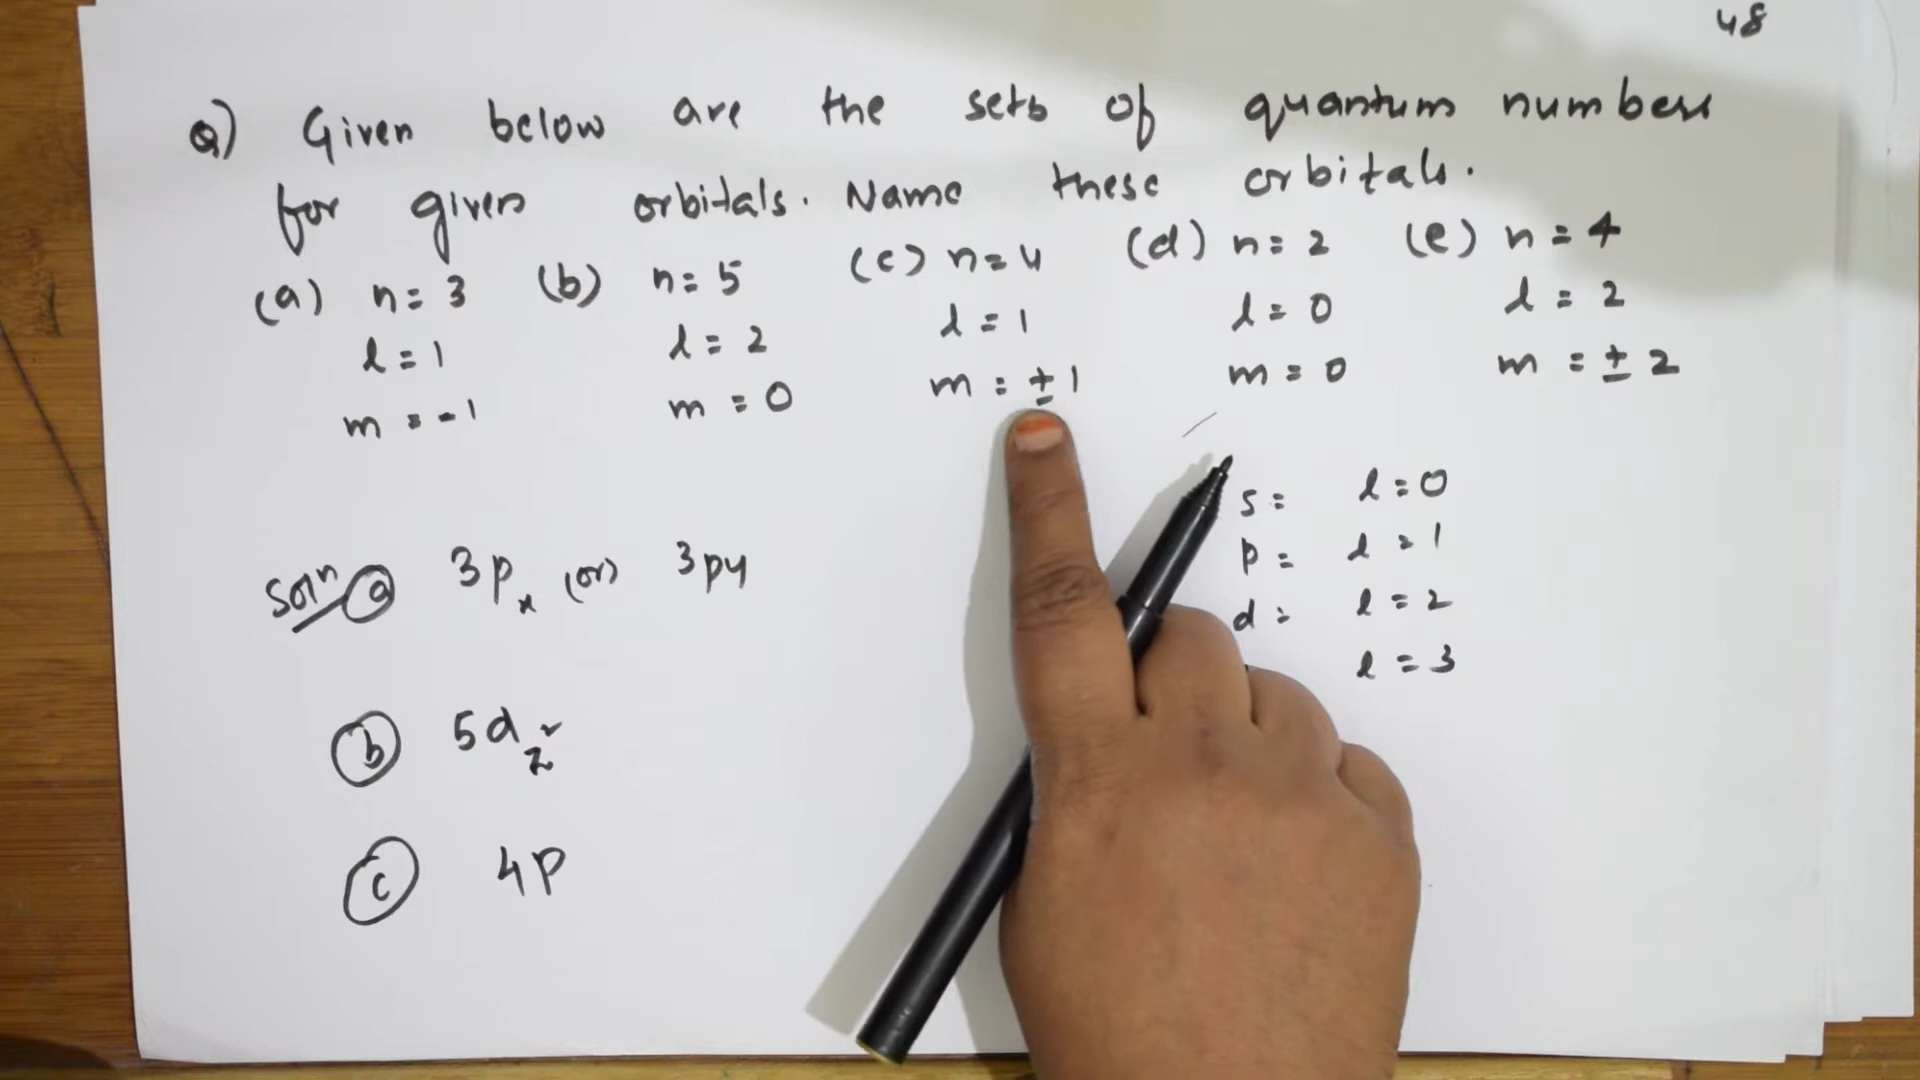 48
Q) Given below are the sets of quantum numbers
for given orbitals. Name these orbitals.
(a) n = 3 (b) n = 5 (c) n = 4 (d) n = 2 (e) n = 4
l = 1 l = 2 l = 1 l = 0 l = 2
m = -1 m = 0 m = ± 1 m = 0 m = ± 2
s = l = 0
p = l = 1
d = l = 2
l = 3
Solⁿ (a) 3pₓ (or) 3py
(b) 5d z²
(c) 4p